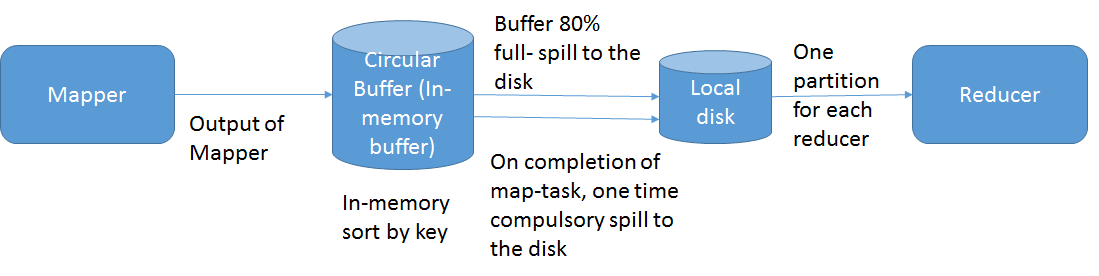 Mapper
Output of
Mapper
Circular
Buffer (In-
memory
buffer)
In-memory
sort by key
Buffer 80%
full- spill to the
disk
On completion of
map-task, one time
compulsory spill to
the disk
Local
disk
One
partition
for each
reducer
Reducer